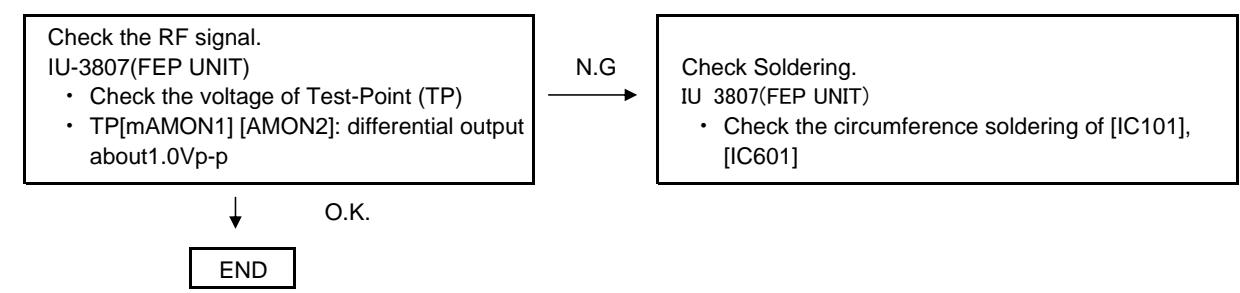 Check the RF signal.
IU-3807(FEP UNIT)
・ Check the voltage of Test-Point (TP)
・ TP[mAMON1] [AMON2]: differential output
about1.0Vp-p
N.G
Check Soldering.
IU 3807(FEP UNIT)
・ Check the circumference soldering of [IC101],
[IC601]
O.K.
END